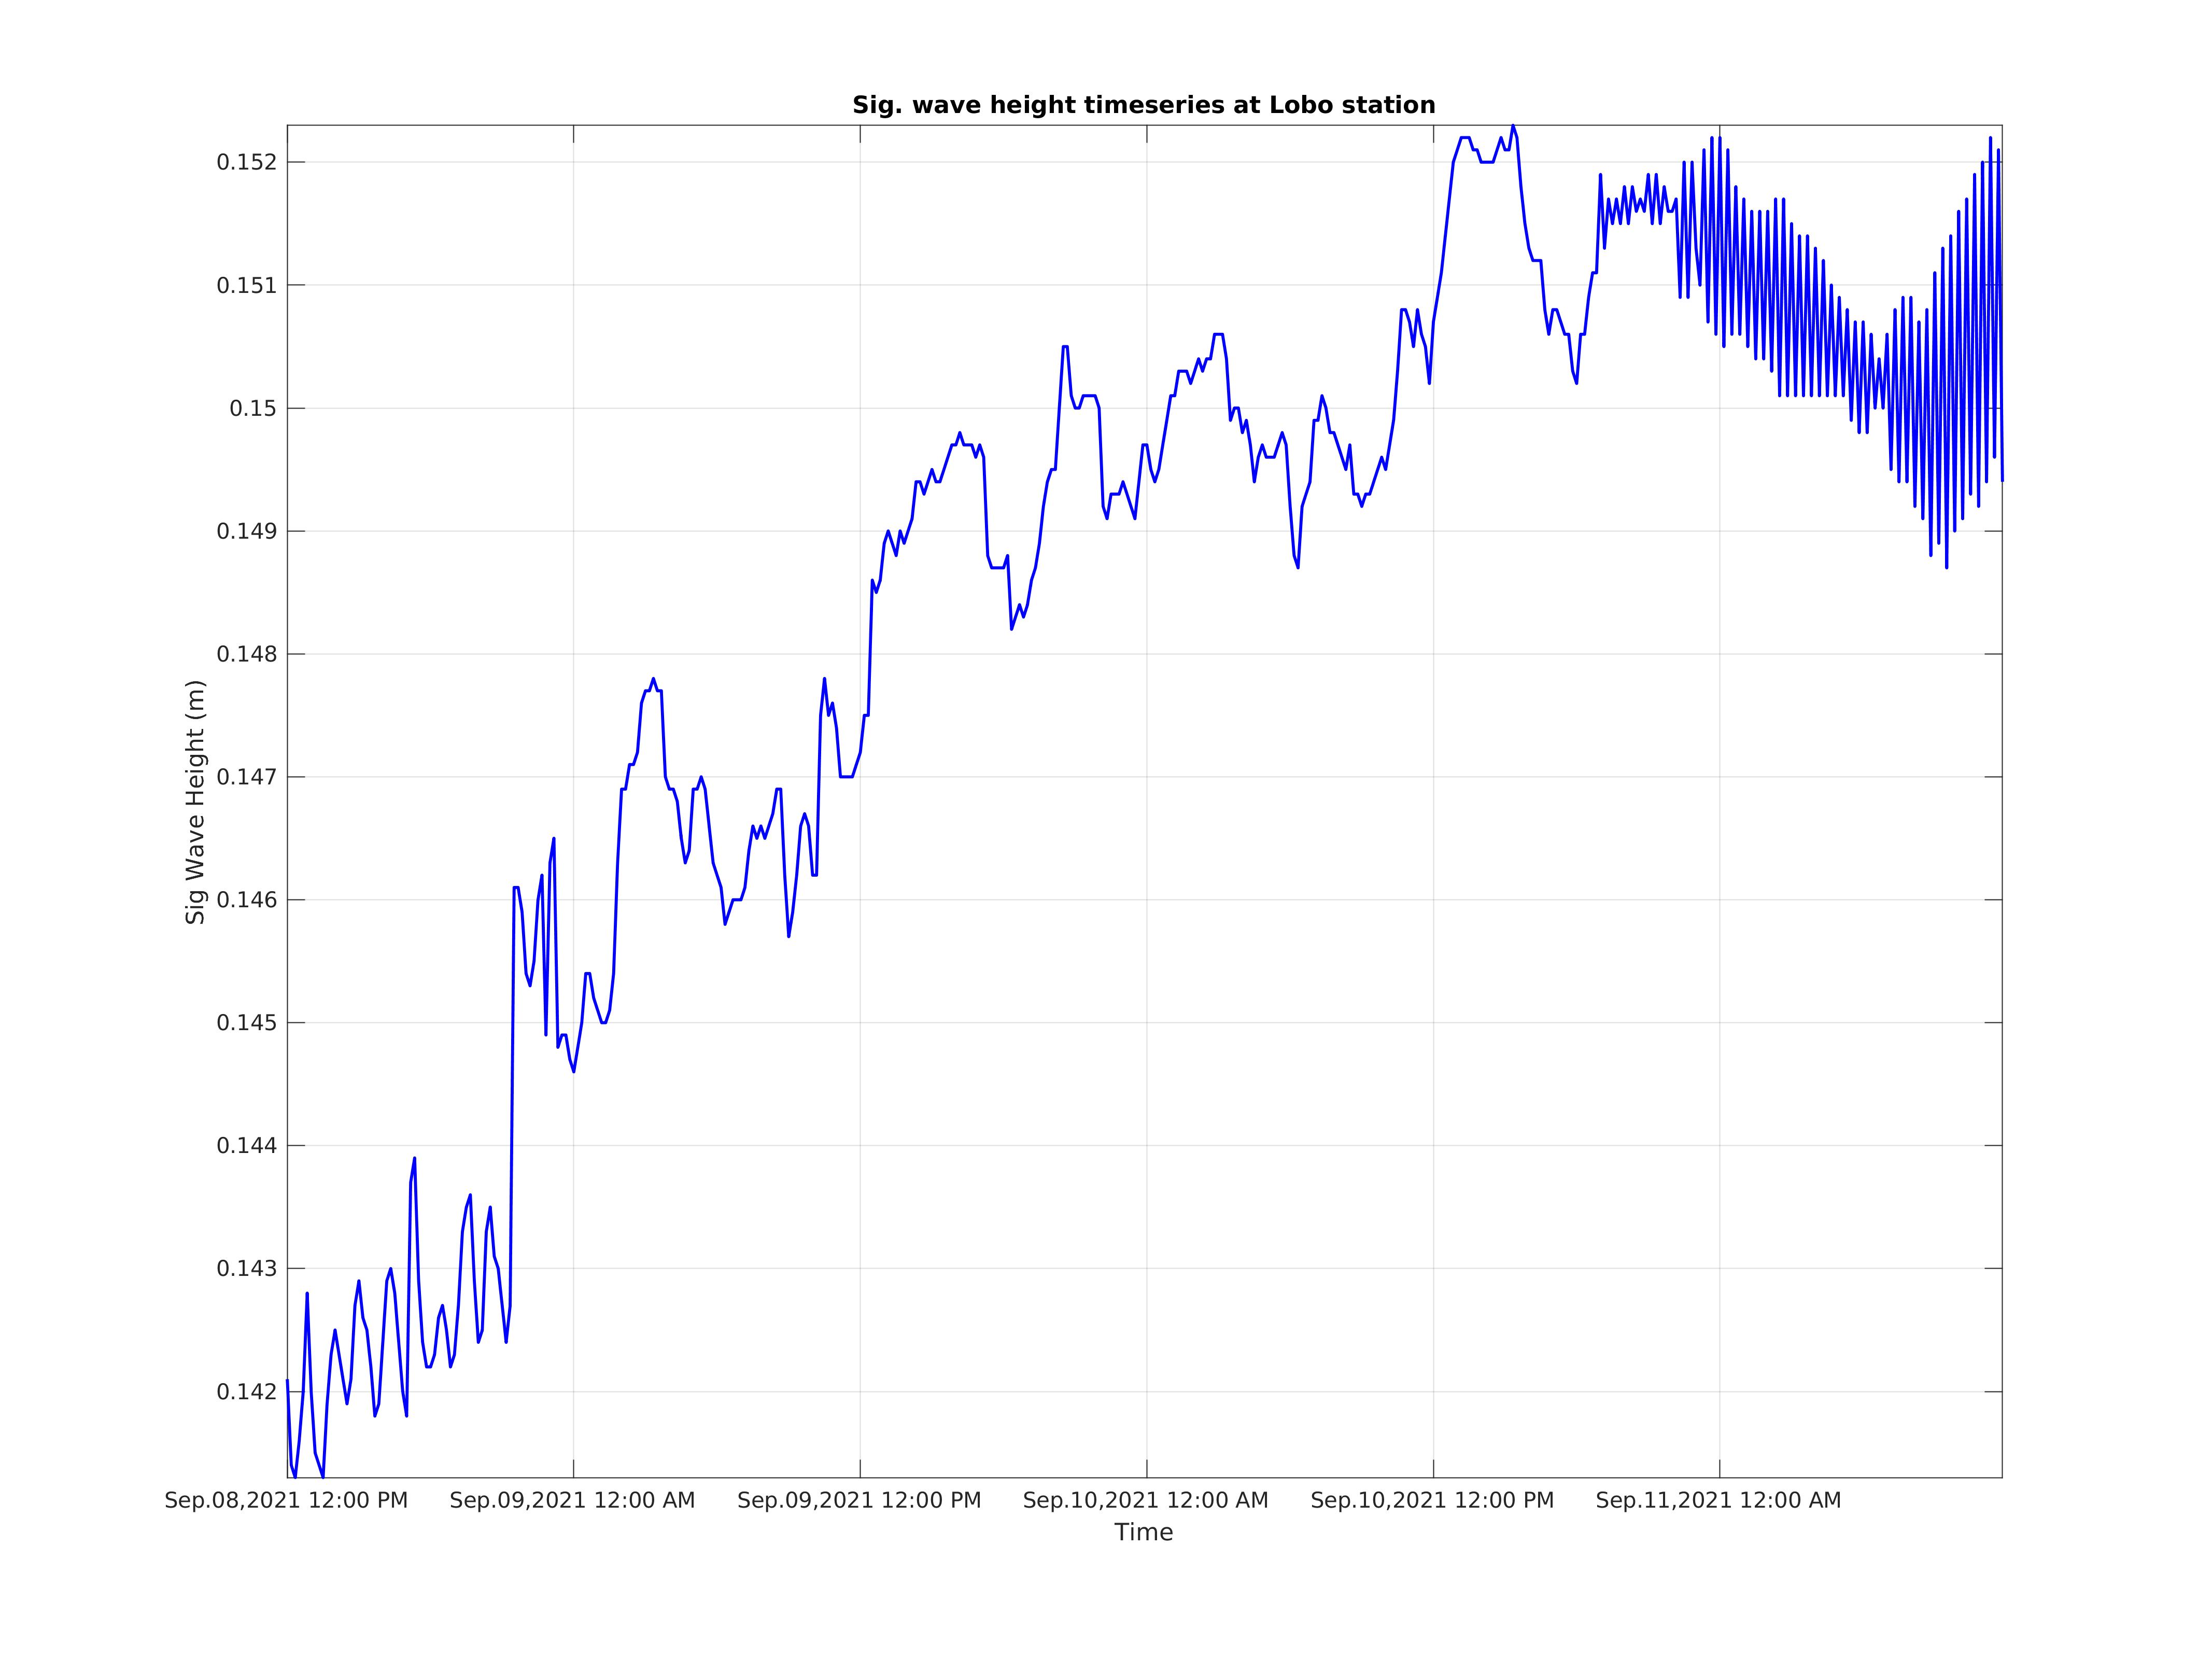 Sig. wave height timeseries at Lobo station
0.152
0.151
0.15
0.149
0.148
0.147
0.146
0.145
0.144
0.143
0.142
Sig Wave Height (m)
Sep.08,2021 12:00 PM
Sep.09,2021 12:00 AM
Sep.09,2021 12:00 PM
Sep.10,2021 12:00 AM
Sep.10,2021 12:00 PM
Sep.11,2021 12:00 AM
Time